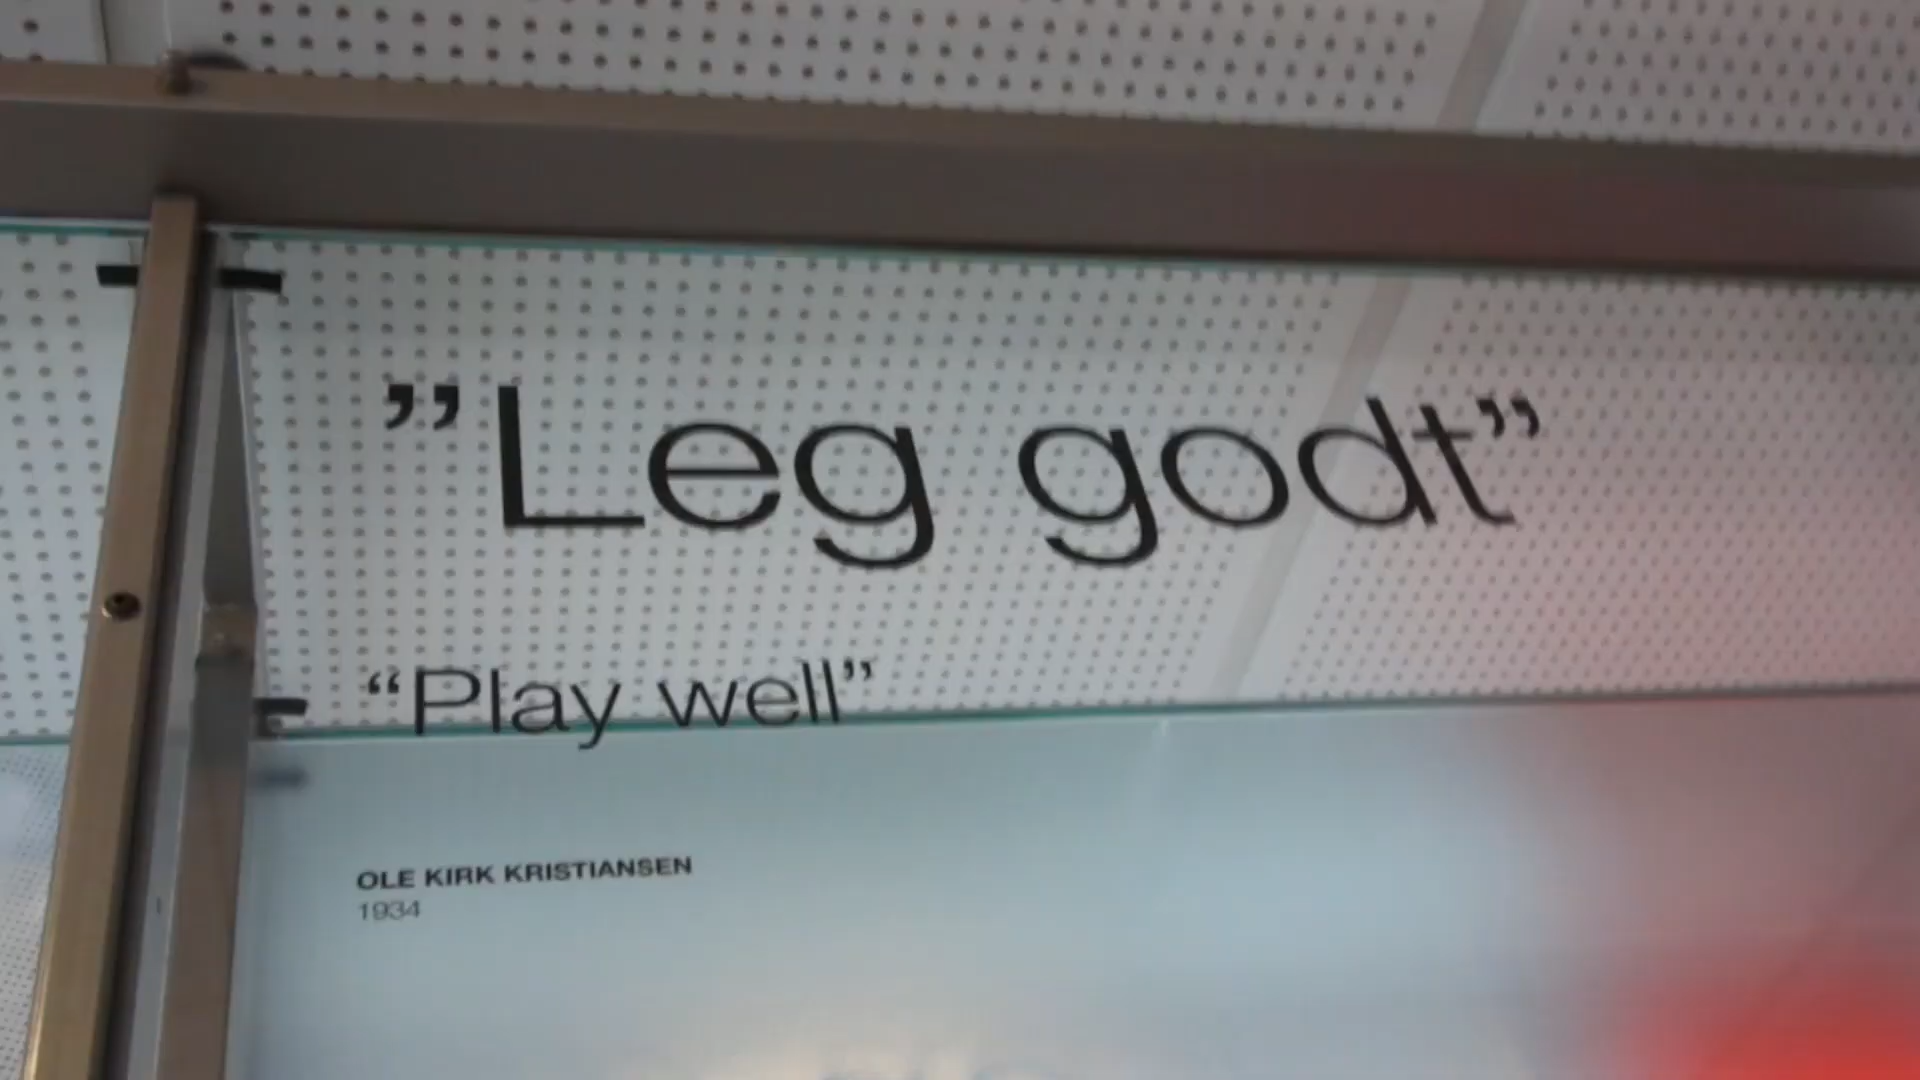 ”Leg godt”
“Play well”
OLE KIRK KRISTIANSEN
1934